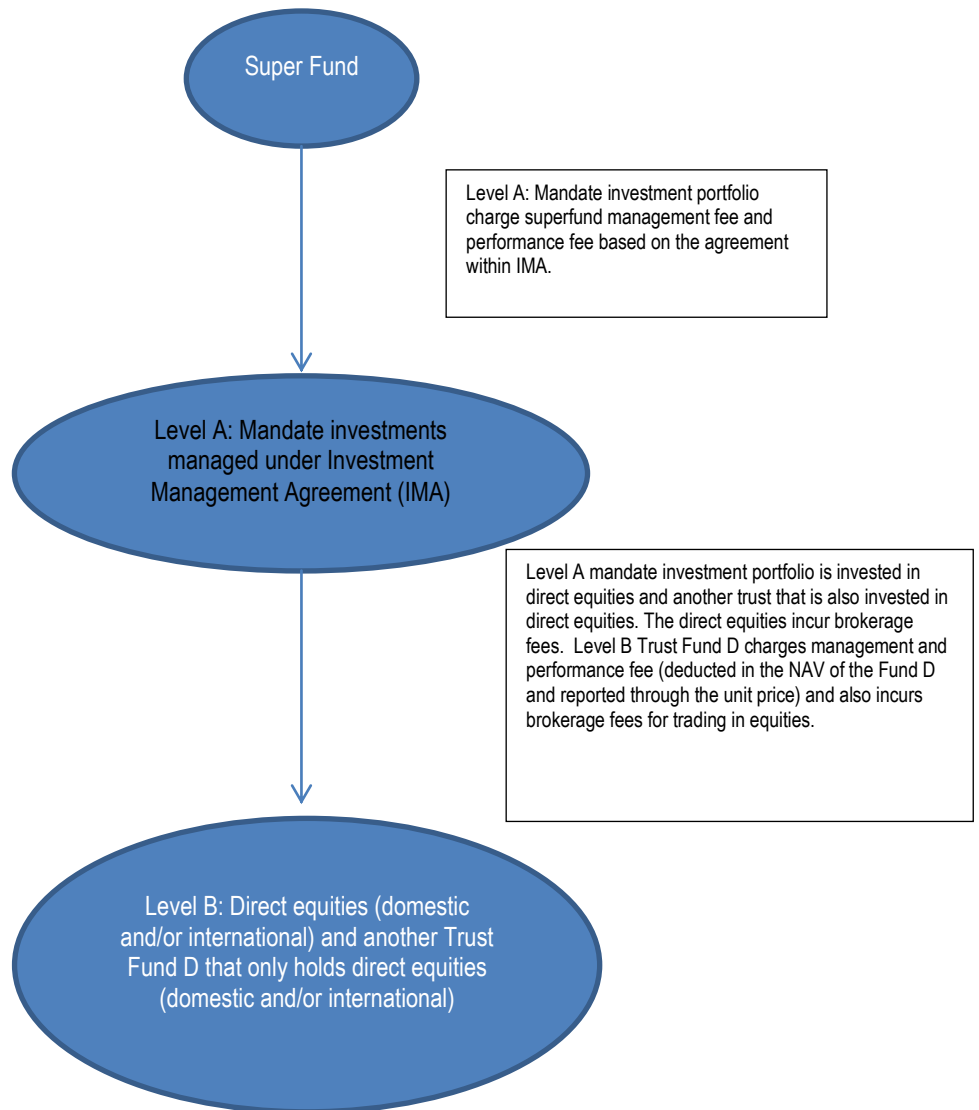 Super Fund
Level A: Mandate investment portfolio
charge superfund management fee and
performance fee based on the agreement
within IMA.
Level A: Mandate investments
managed under Investment
Management Agreement (IMA)
Level A mandate investment portfolio is invested in
direct equities and another trust that is also invested in
direct equities. The direct equities incur brokerage
fees.  Level B Trust Fund D charges management and
performance fee (deducted in the NAV of the Fund D
and reported through the unit price) and also incurs
brokerage fees for trading in equities.
Level B: Direct equities (domestic
and/or international) and another Trust
Fund D that only holds direct equities
(domestic and/or international)